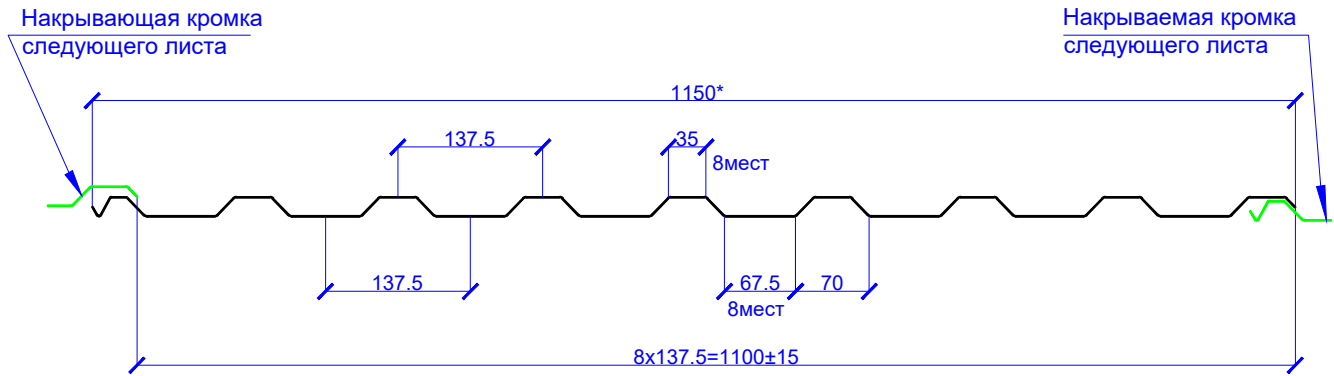 Накрывающая кромка
следующего листа
Накрываемая кромка
следующего листа
1150*
137.5
35
8мест
137.5
67.5
70
8мест
8x137.5=1100±15